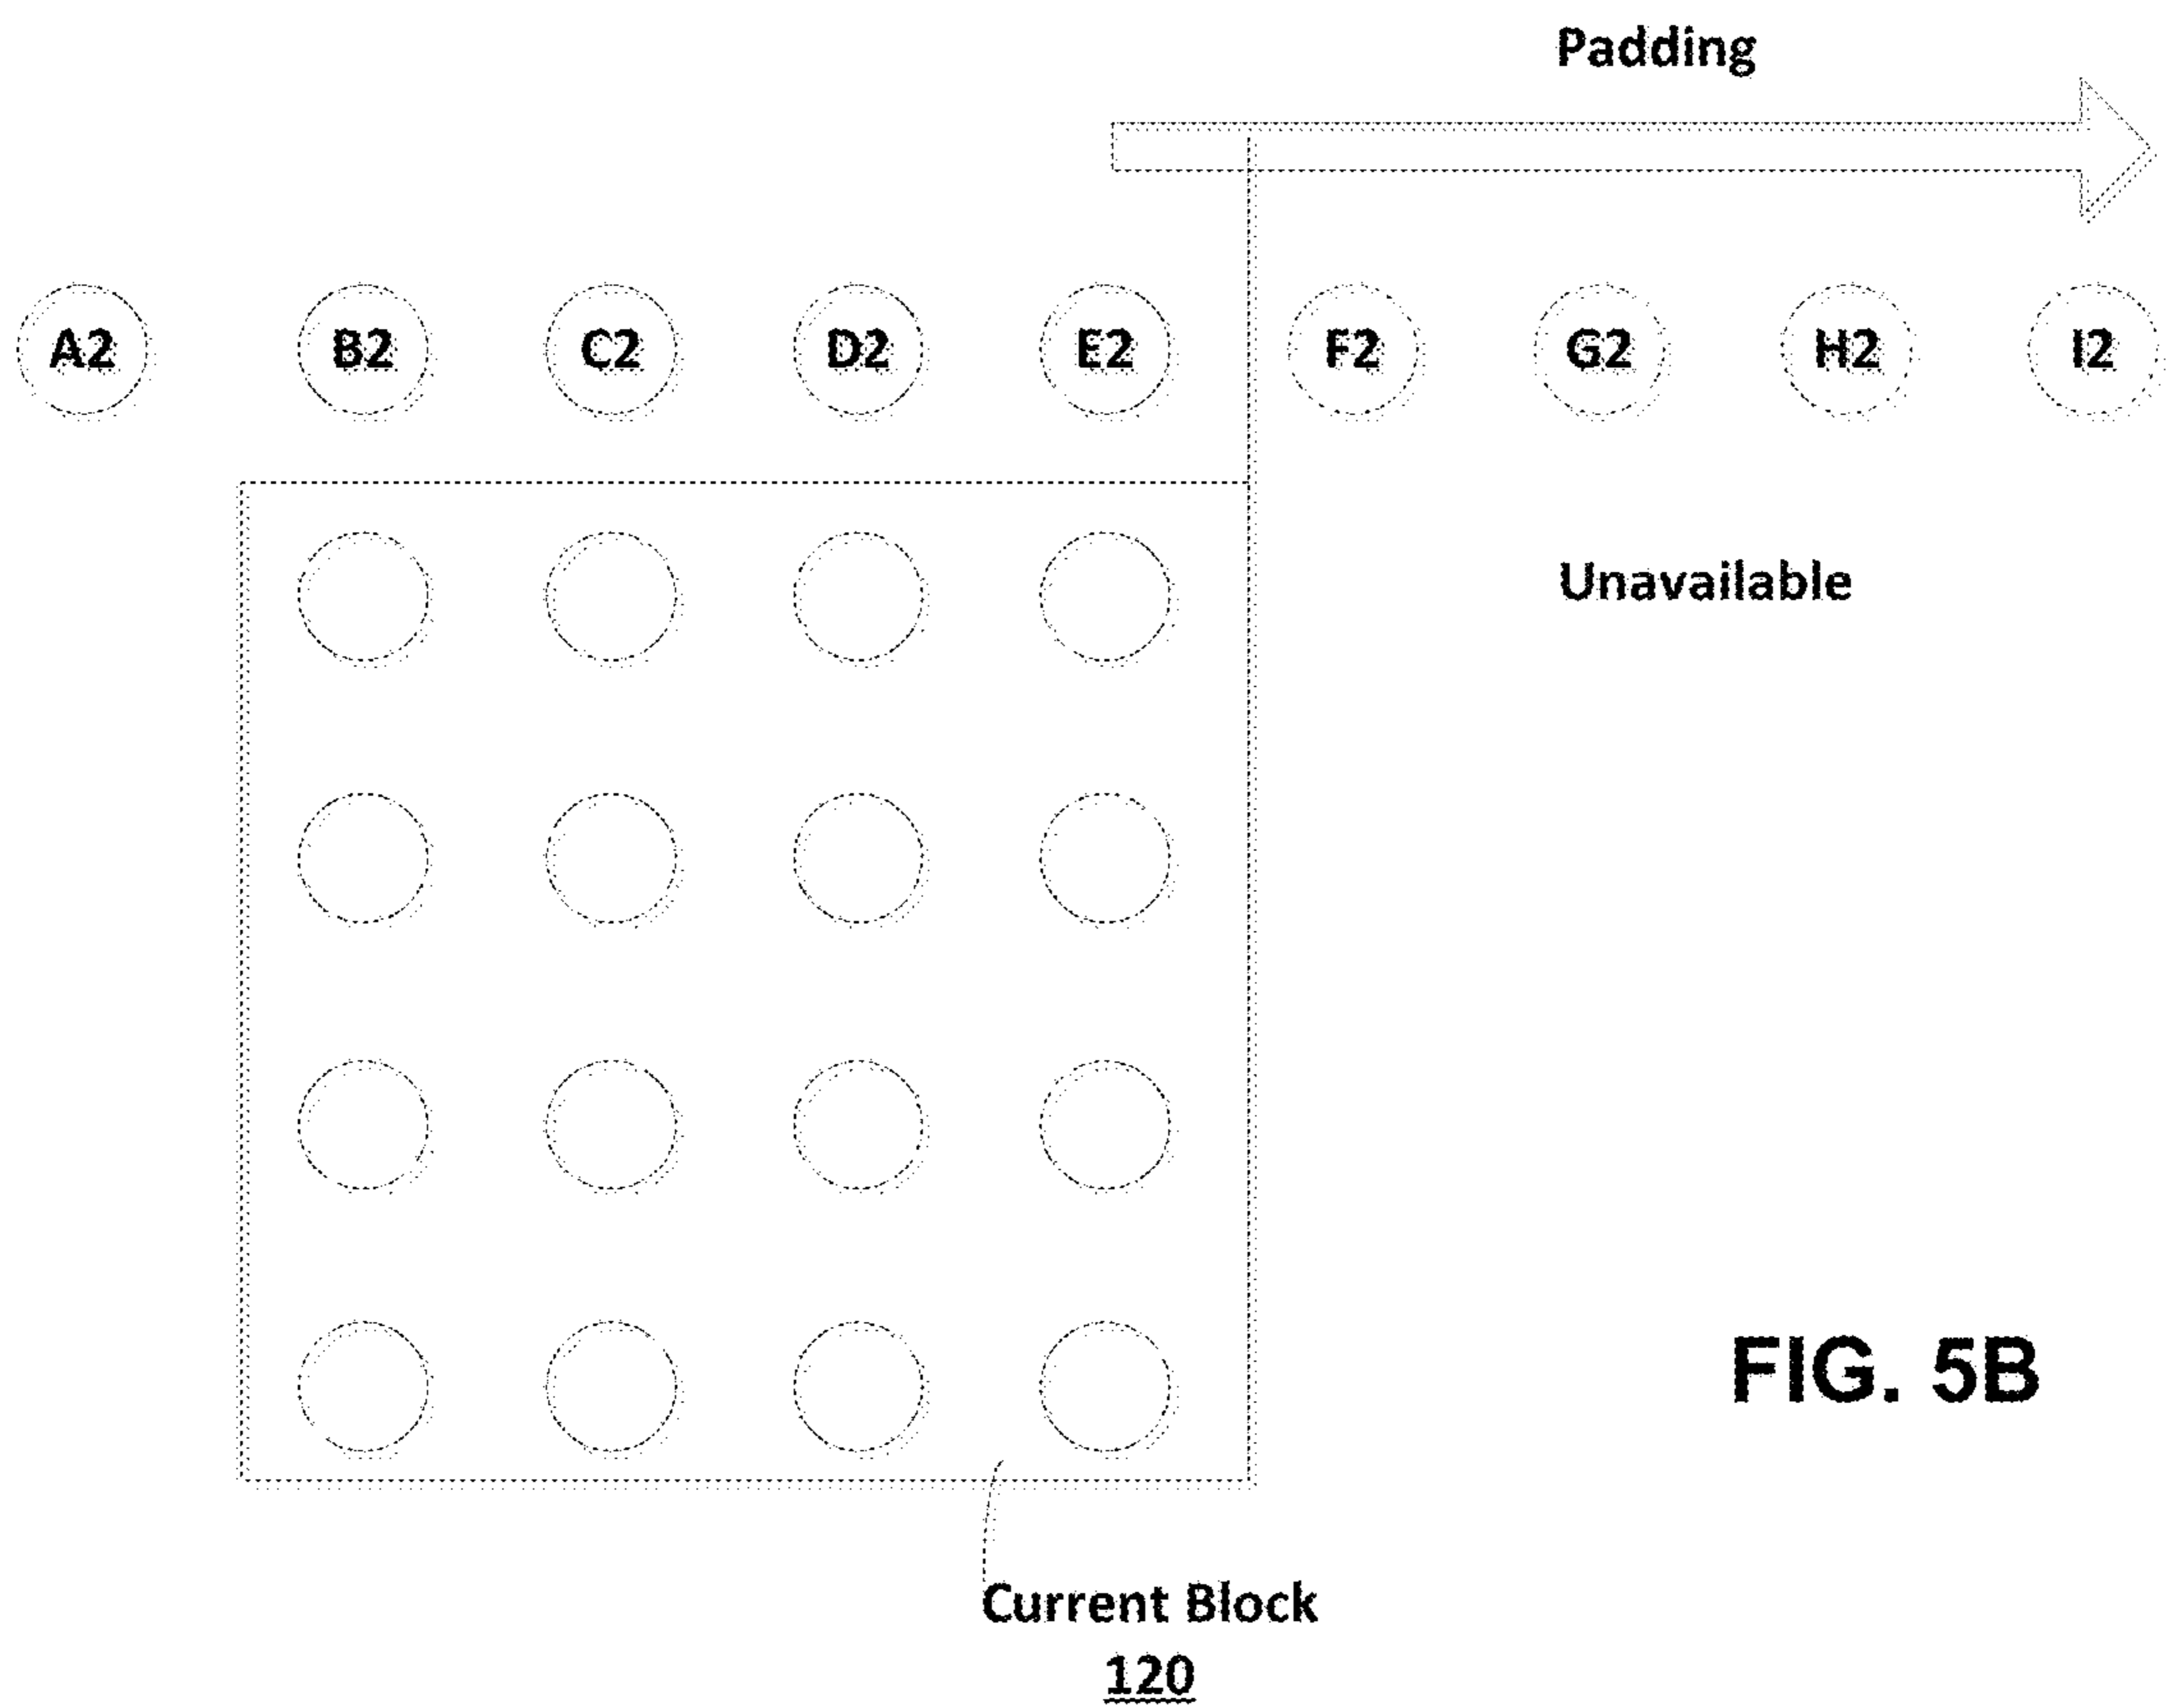 Padding
A2 B2 C2 D2 E2 F2 G2 H2 I2
Unavailable
FIG. 5B
Current Block
120